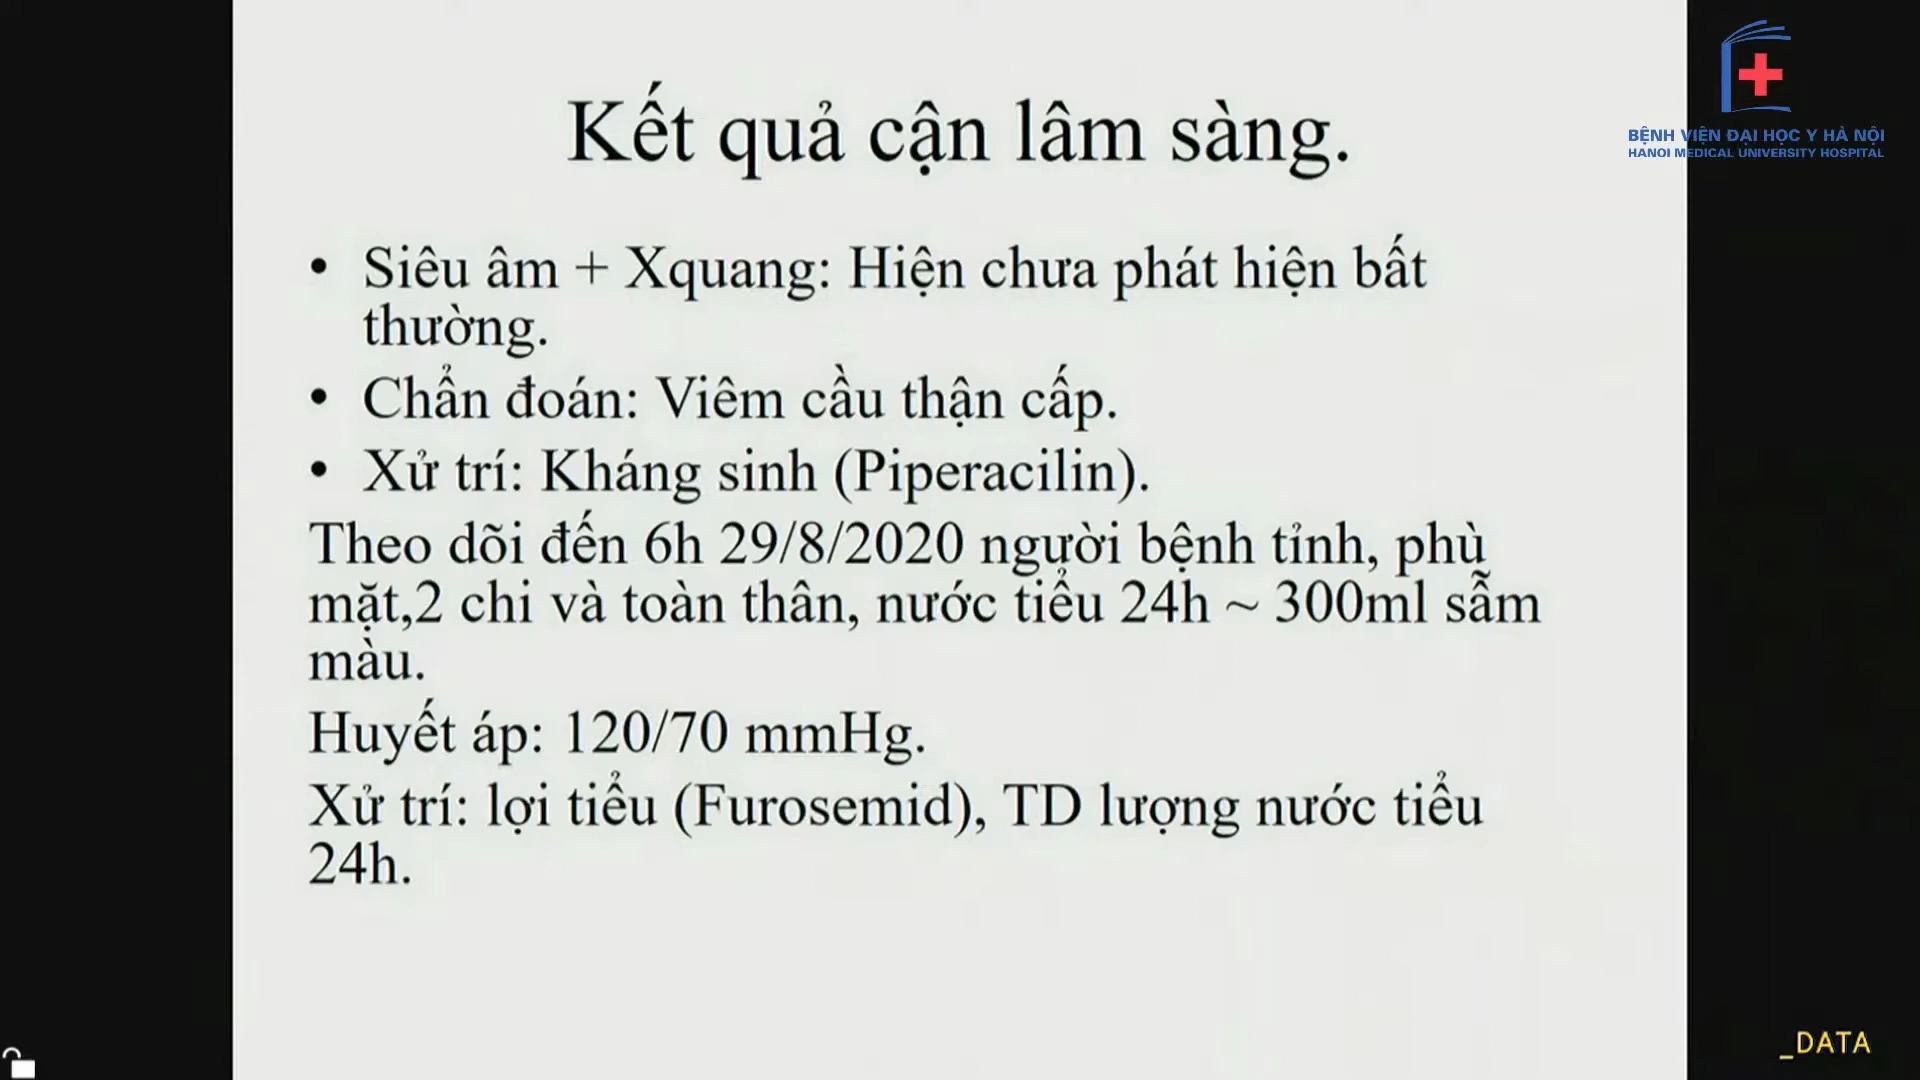 BỆNH VIỆN ĐẠI HỌC Y HÀ NỘI
HANOI MEDICAL UNIVERSITY HOSPITAL
Kết quả cận lâm sàng.
• Siêu âm + Xquang: Hiện chưa phát hiện bất
thường.
• Chẩn đoán: Viêm cầu thận cấp.
• Xử trí: Kháng sinh (Piperacilin).
Theo dõi đến 6h 29/8/2020 người bệnh tỉnh, phù
mặt,2 chi và toàn thân, nước tiểu 24h ~ 300ml sẫm
màu.
Huyết áp: 120/70 mmHg.
Xử trí: lợi tiểu (Furosemid), TD lượng nước tiểu
24h.
_DATA